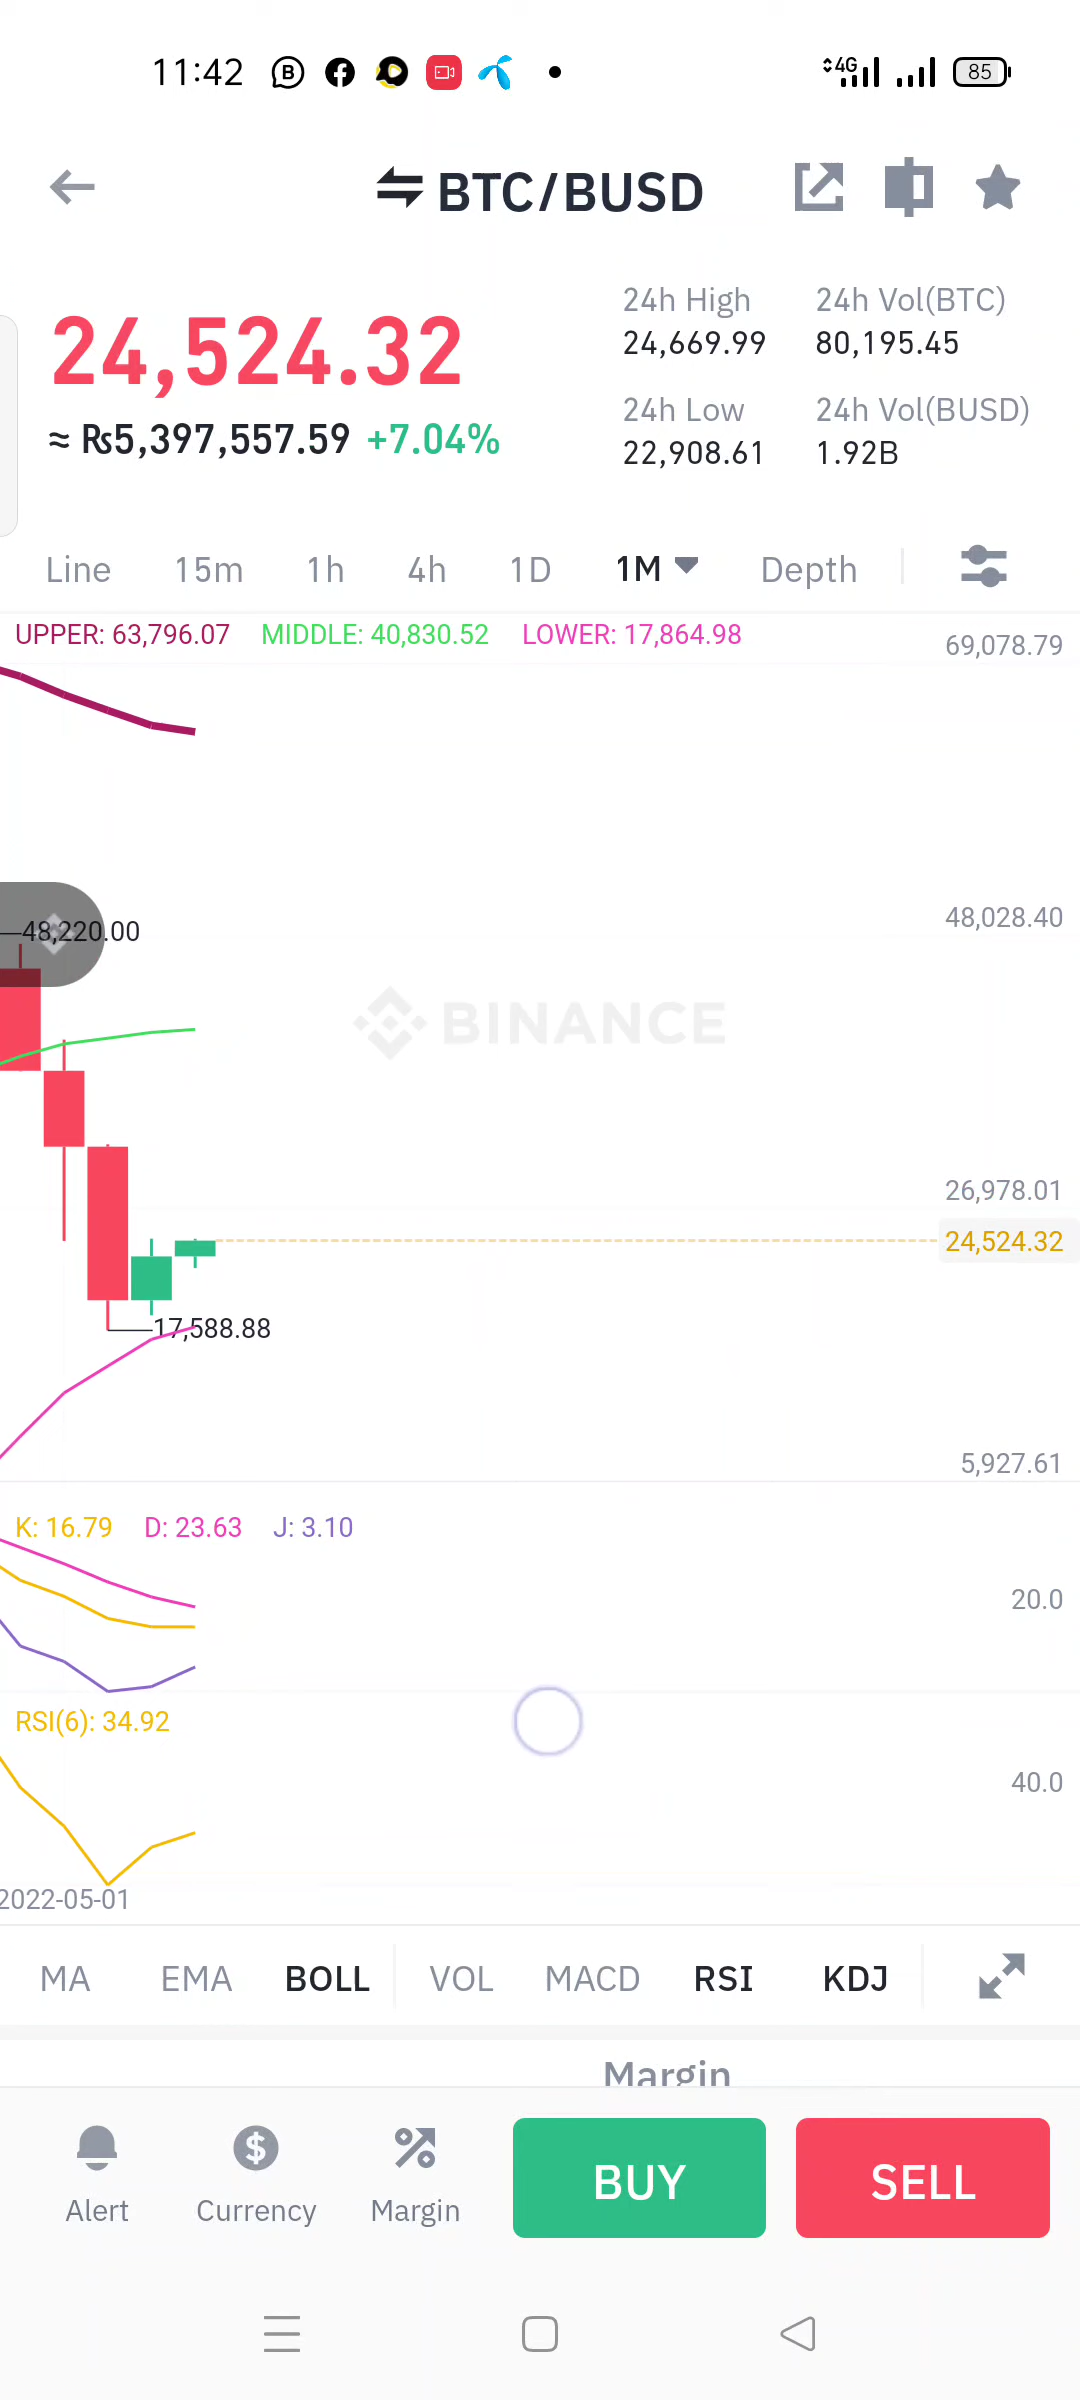 11:42 B 4G 85
BTC/BUSD
24,524.32
≈ ₨5,397,557.59 +7.04%
24h High 24h Vol(BTC)
24,669.99 80,195.45
24h Low 24h Vol(BUSD)
22,908.61 1.92B
Line 15m 1h 4h 1D 1M Depth
UPPER: 63,796.07 MIDDLE: 40,830.52 LOWER: 17,864.98
69,078.79
48,028.40
48,220.00
BINANCE
26,978.01
24,524.32
17,588.88
5,927.61
K: 16.79 D: 23.63 J: 3.10
20.0
RSI(6): 34.92
40.0
2022-05-01
MA EMA BOLL VOL MACD RSI KDJ
Margin
Alert Currency Margin BUY SELL